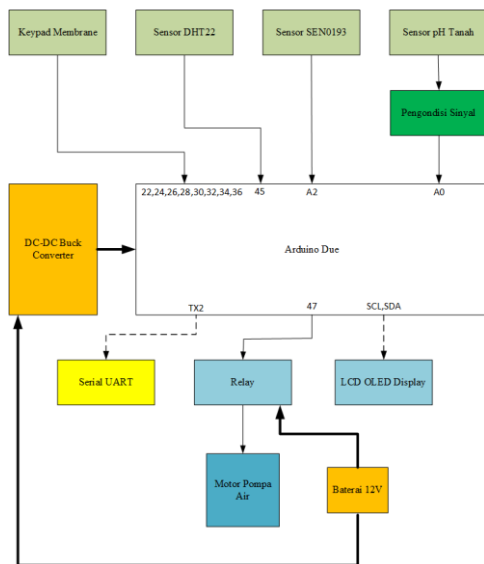 Keypad Membrane
Sensor DHT22
Sensor SEN0193
Sensor pH Tanah
Pengondisi Sinyal
22,24,26,28,30,32,34,36
45
A2
A0
DC-DC Buck
Converter
Arduino Due
TX2
47
SCL,SDA
Serial UART
Relay
LCD OLED Display
Motor Pompa
Air
Baterai 12V